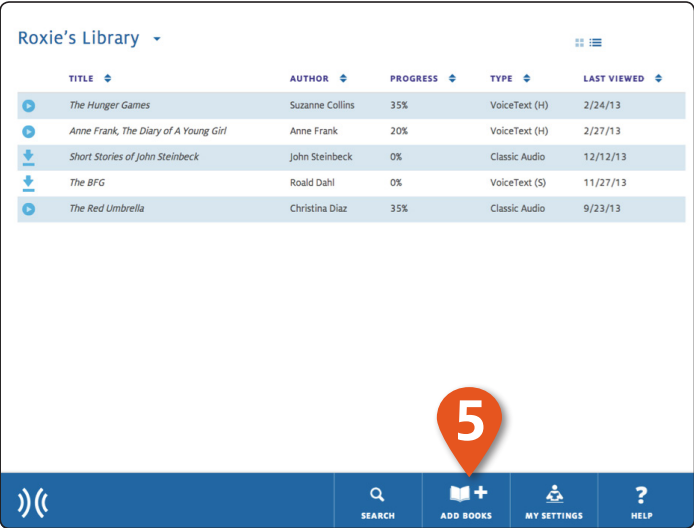 Roxie's Library
TITLE AUTHOR PROGRESS TYPE LAST VIEWED
The Hunger Games Suzanne Collins 35% VoiceText (H) 2/24/13
Anne Frank, The Diary of A Young Girl Anne Frank 20% VoiceText (H) 2/27/13
Short Stories of John Steinbeck John Steinbeck 0% Classic Audio 12/12/13
The BFG Roald Dahl 0% VoiceText (S) 11/27/13
The Red Umbrella Christina Diaz 35% Classic Audio 9/23/13
5
SEARCH ADD BOOKS MY SETTINGS HELP